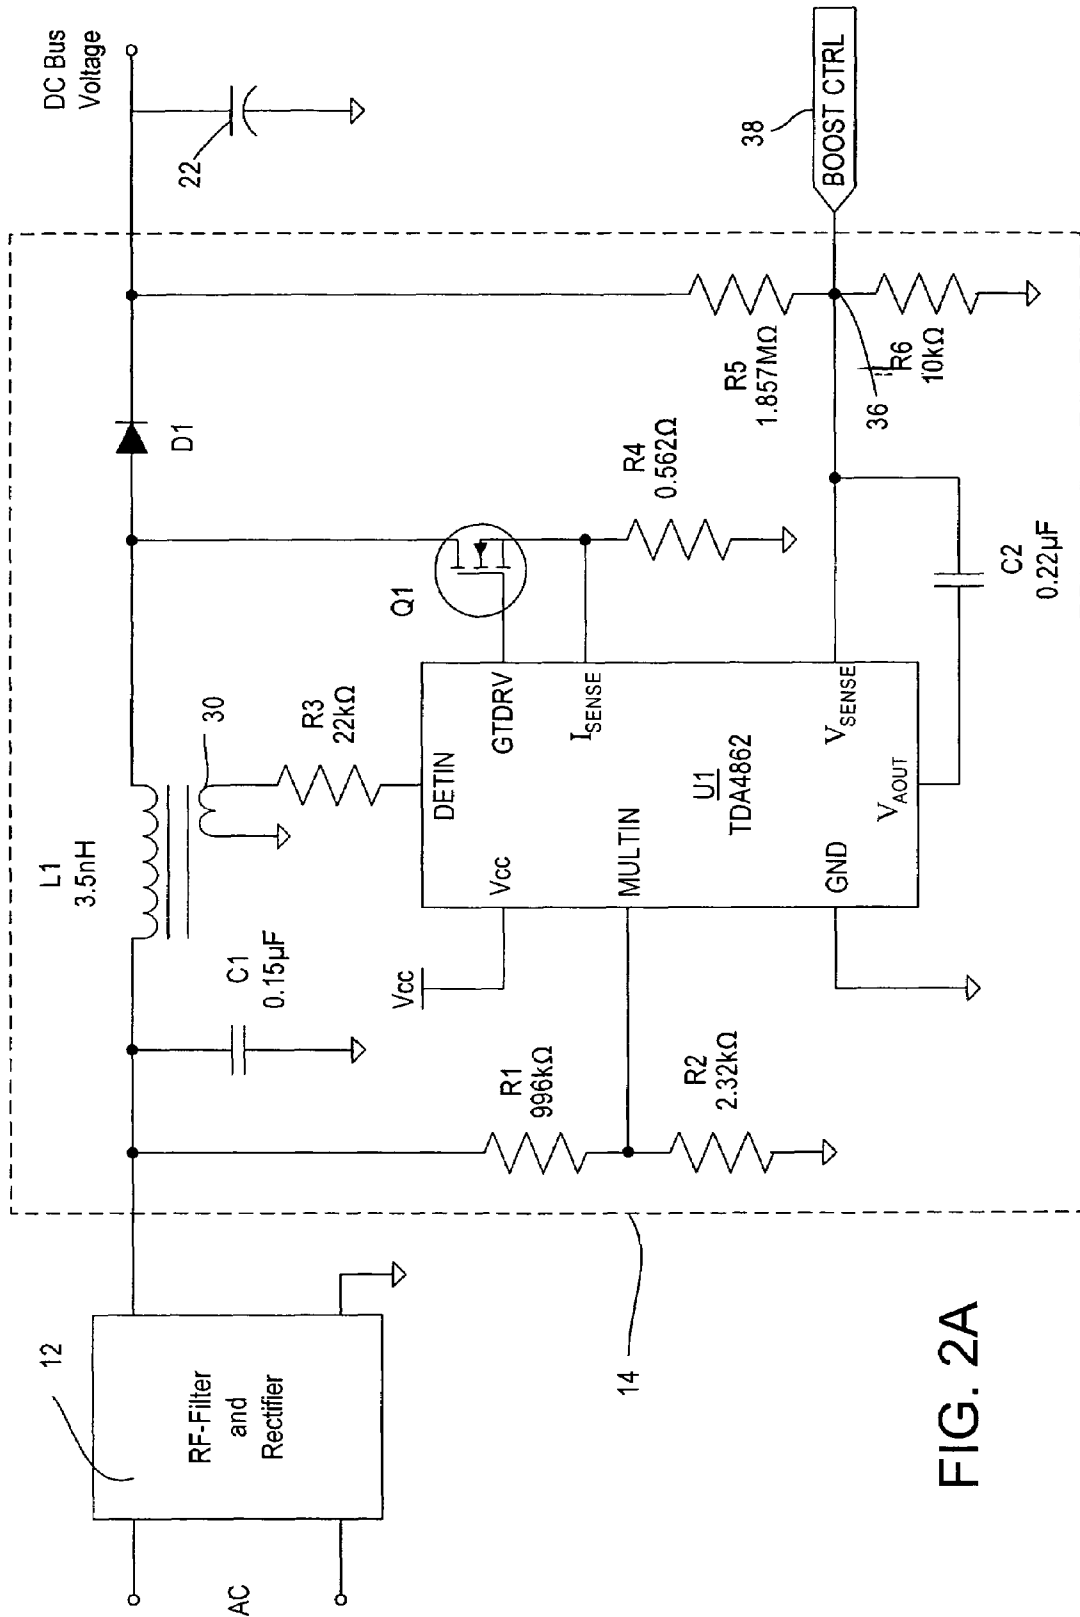 AC
12
RF-Filter
and
Rectifier
14
L1
3.5nH
C1
0.15µF
30
R3
22kΩ
D1
DC Bus
Voltage
22
R1
996kΩ
R2
2.32kΩ
Vcc
Vcc
DETIN
MULTIN
GTDRV
ISENSE
U1
TDA4862
GND
VAOUT
VSENSE
Q1
R4
0.562Ω
R5
1.857MΩ
R6
10kΩ
36
38
BOOST CTRL
C2
0.22µF
FIG. 2A